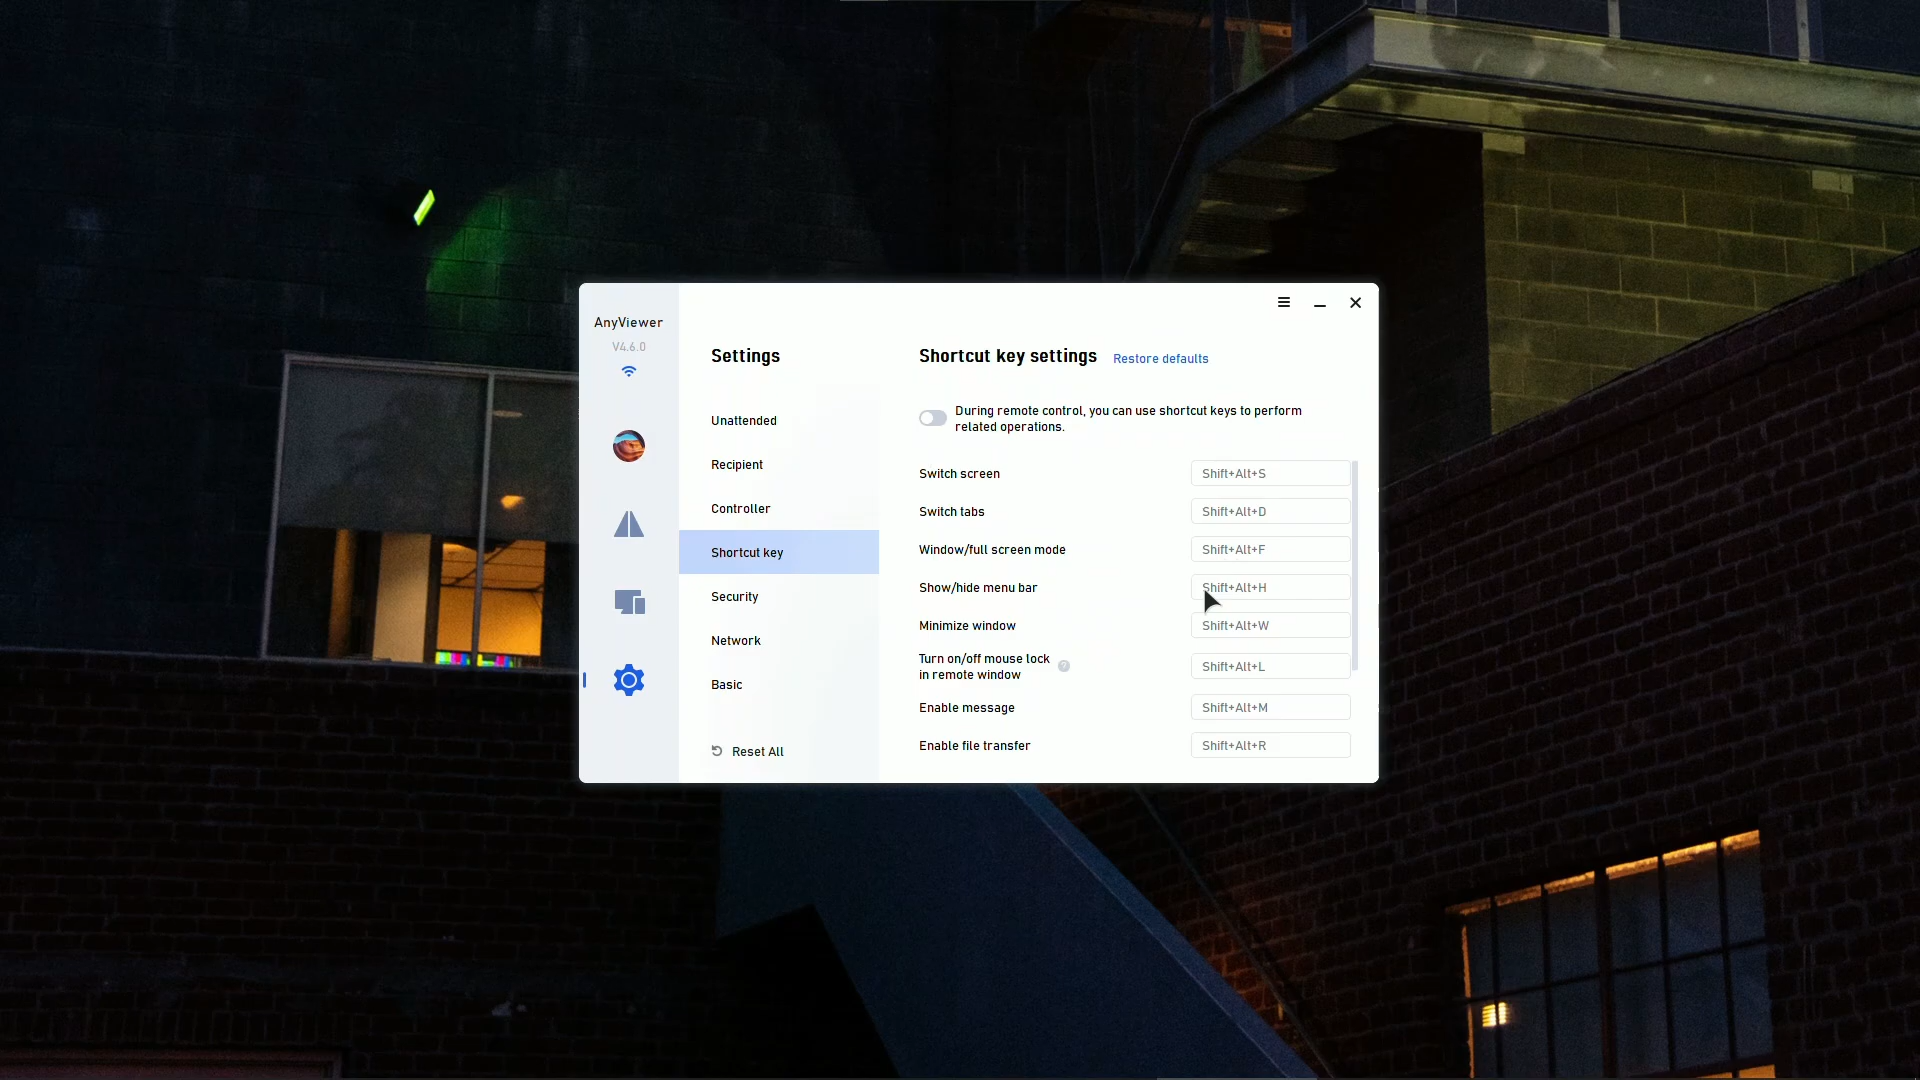 AnyViewer
V4.6.0
Settings
Unattended
Recipient
Controller
Shortcut key
Security
Network
Basic
Reset All
Shortcut key settings Restore defaults
During remote control, you can use shortcut keys to perform
related operations.
Switch screen Shift+Alt+S
Switch tabs Shift+Alt+D
Window/full screen mode Shift+Alt+F
Show/hide menu bar Shift+Alt+H
Minimize window Shift+Alt+W
Turn on/off mouse lock
in remote window ? Shift+Alt+L
Enable message Shift+Alt+M
Enable file transfer Shift+Alt+R